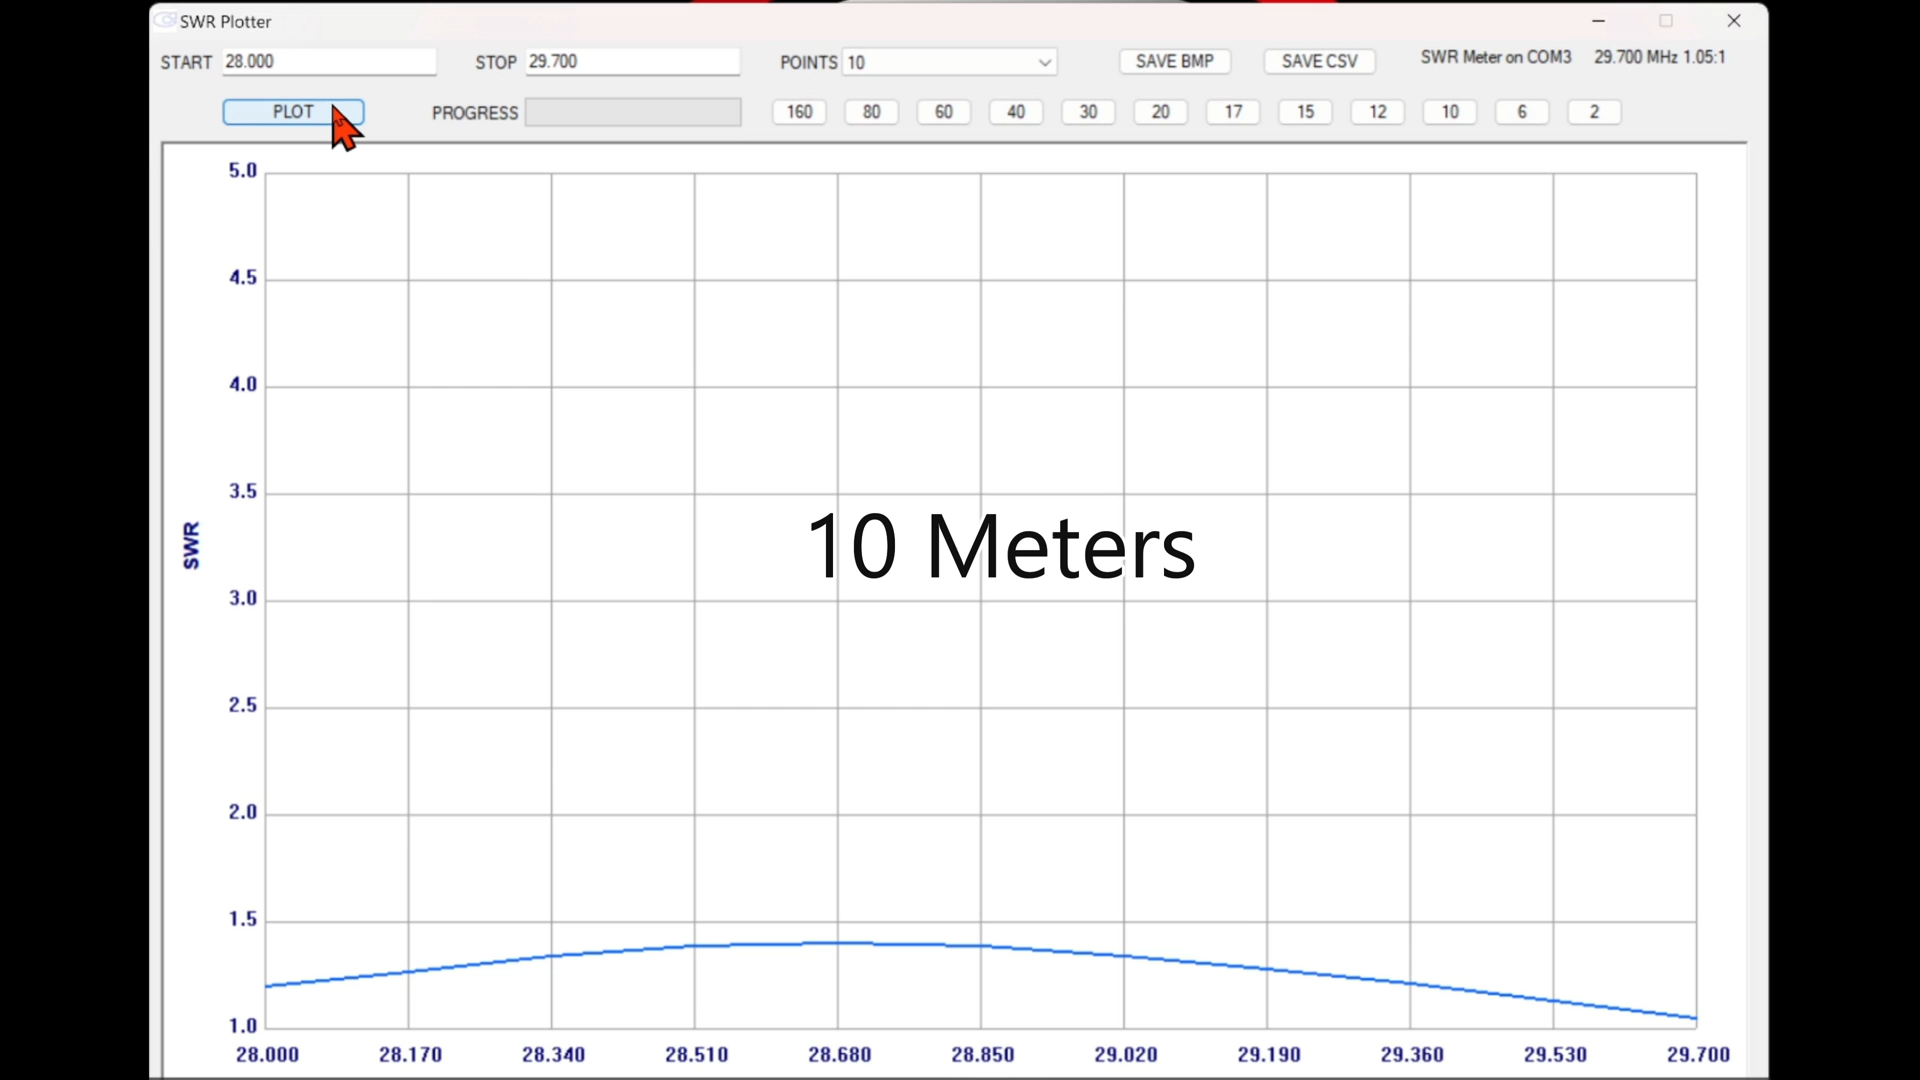 SWR Plotter
START 28.000 STOP 29.700 POINTS 10 SAVE BMP SAVE CSV SWR Meter on COM3 29.700 MHz 1.05:1
PLOT PROGRESS 160 80 60 40 30 20 17 15 12 10 6 2
5.0
4.5
4.0
3.5
SWR
10 Meters
3.0
2.5
2.0
1.5
1.0
28.000 28.170 28.340 28.510 28.680 28.850 29.020 29.190 29.360 29.530 29.700